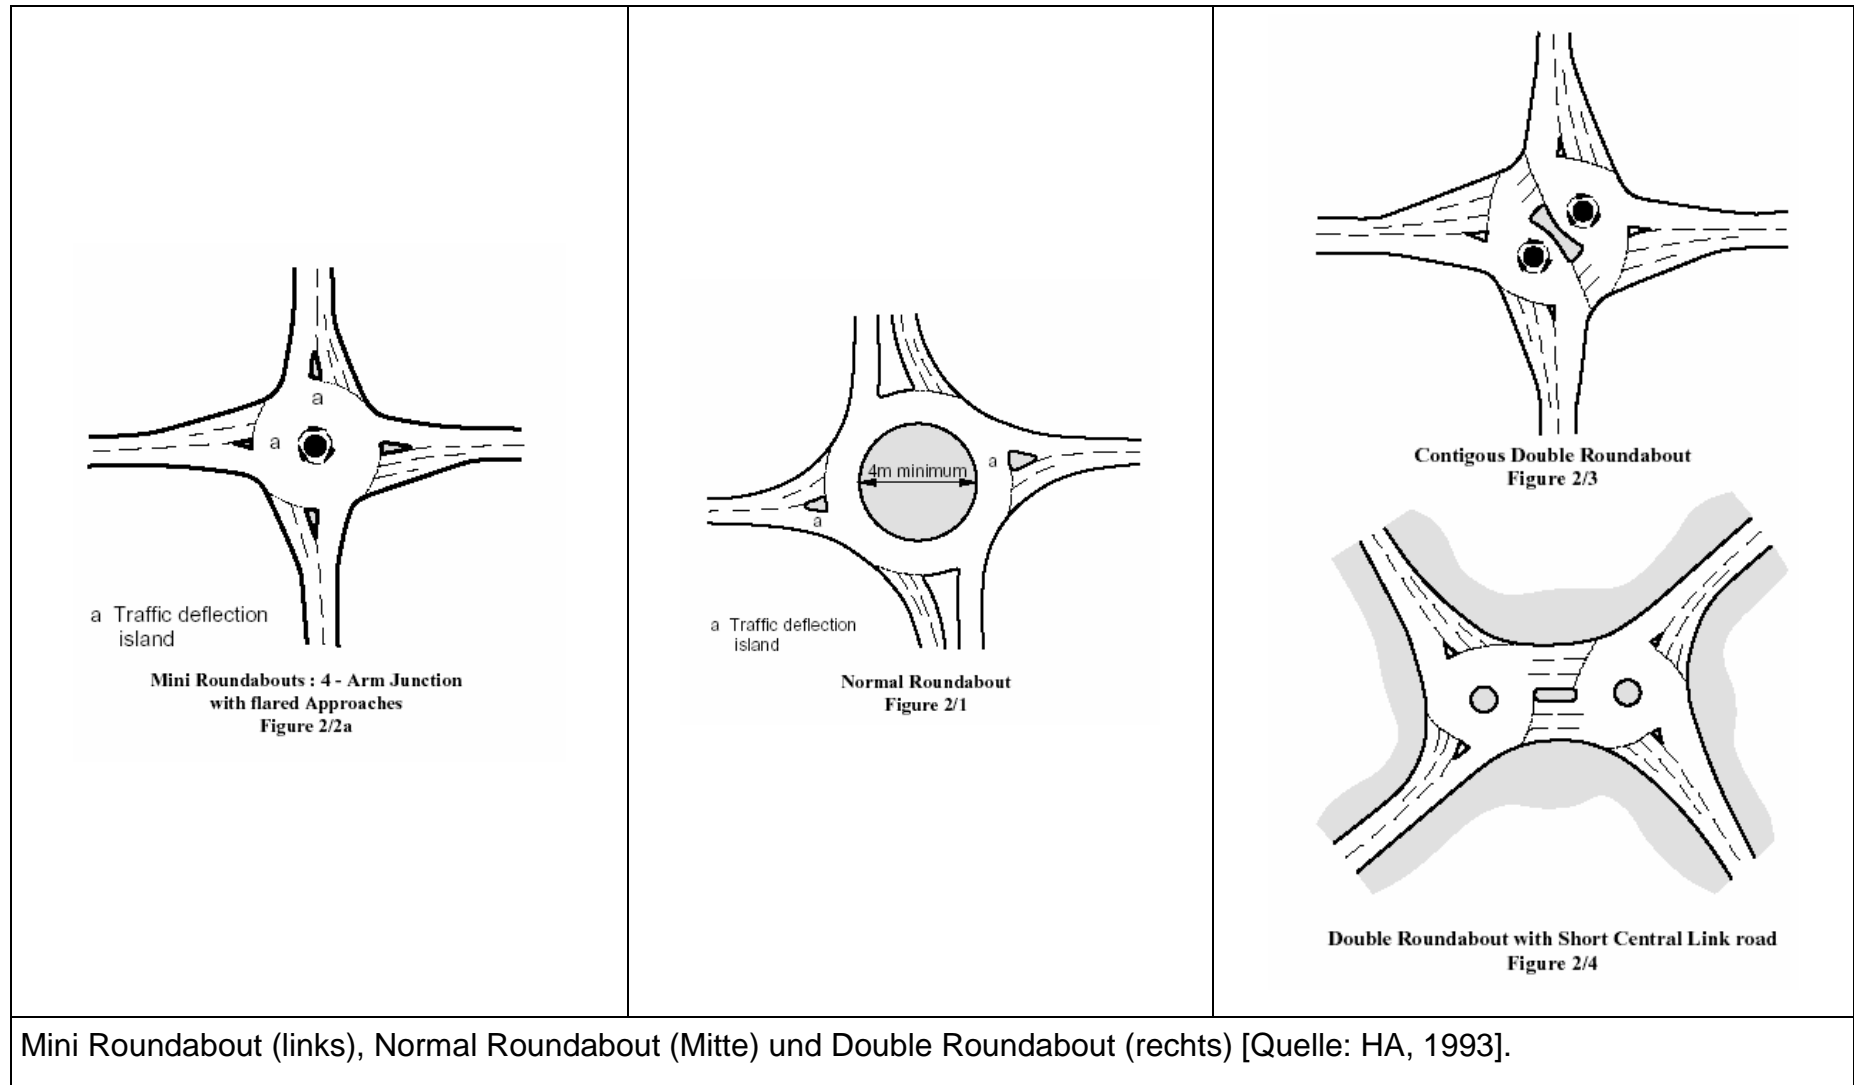 a
a
a Traffic deflection
island
Mini Roundabouts : 4 - Arm Junction
with flared Approaches
Figure 2/2a
4m minimum
a
a
a Traffic deflection
island
Normal Roundabout
Figure 2/1
Contigous Double Roundabout
Figure 2/3
Double Roundabout with Short Central Link road
Figure 2/4
Mini Roundabout (links), Normal Roundabout (Mitte) und Double Roundabout (rechts) [Quelle: HA, 1993].